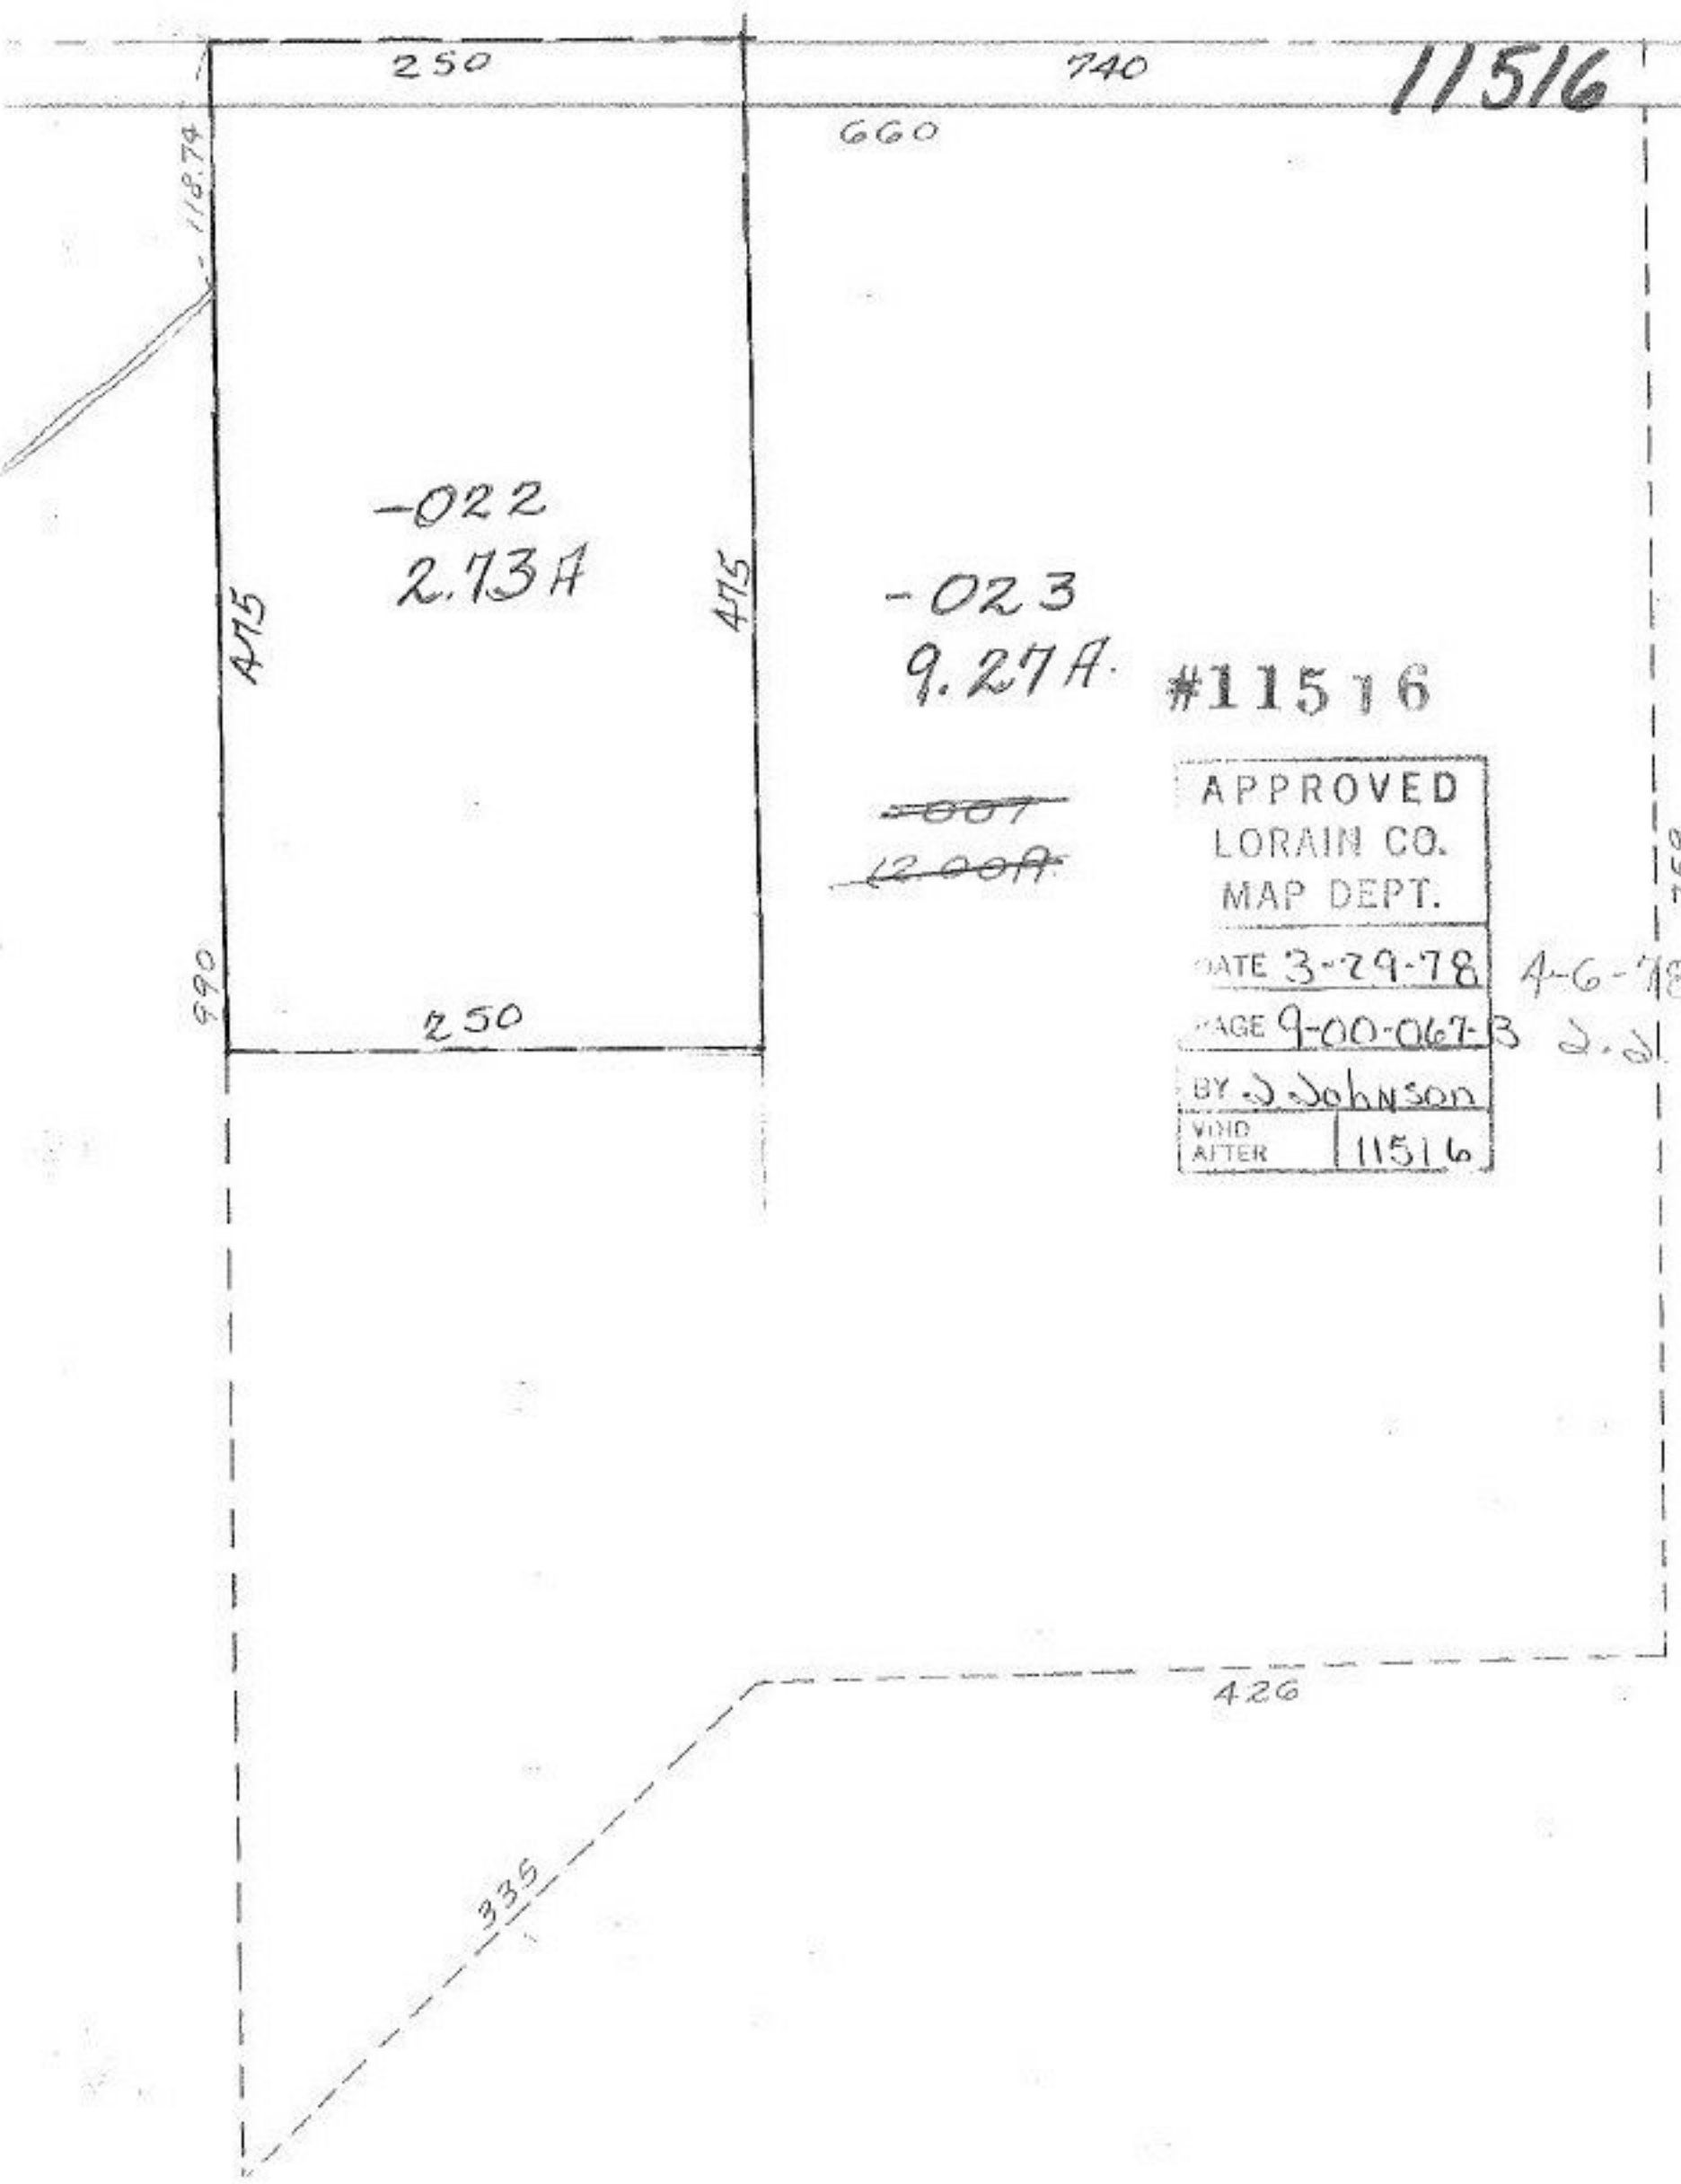 250
740
11516
660
118.74
-022
2.73A
475
475
-023
9.27A.
#11516
-007
12.00A.
APPROVED
LORAIN CO.
MAP DEPT.
DATE 3-29-78
4-6-78
PAGE 9-00-067-B
BY J. Johnson
VOID AFTER 11516
990
250
426
335